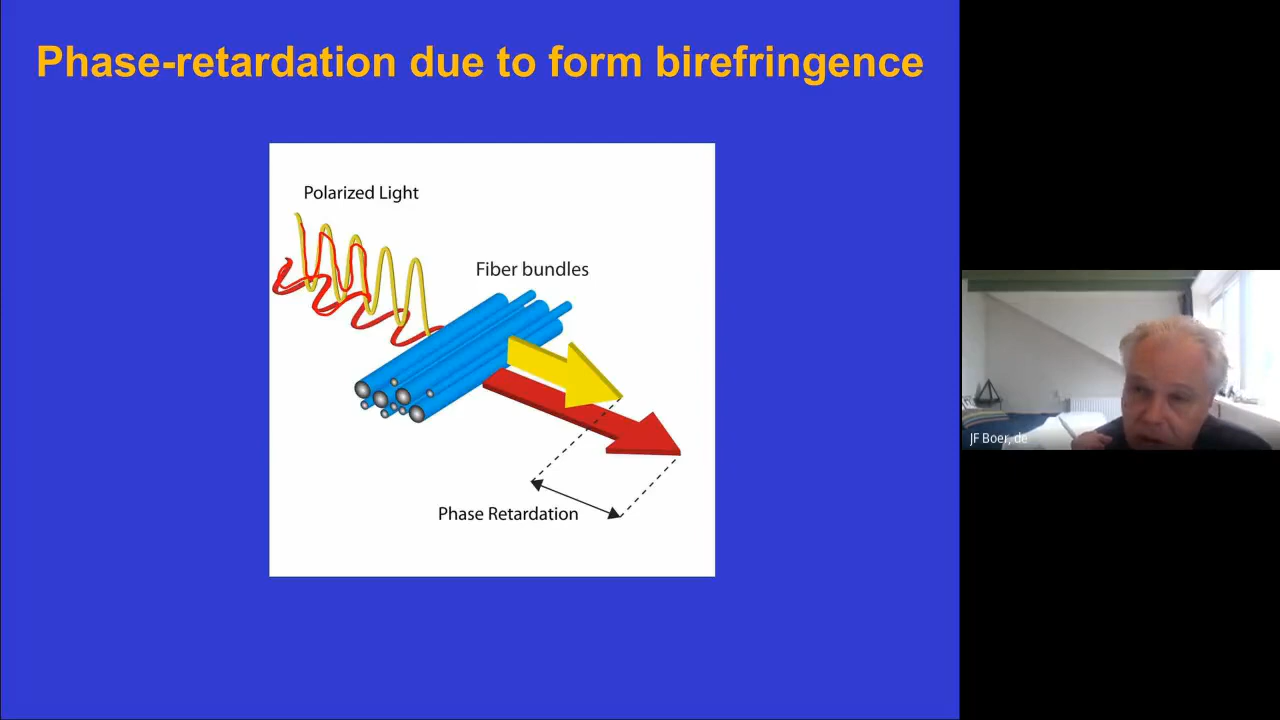 Phase-retardation due to form birefringence
Polarized Light
Fiber bundles
Phase Retardation
JF Boer, de